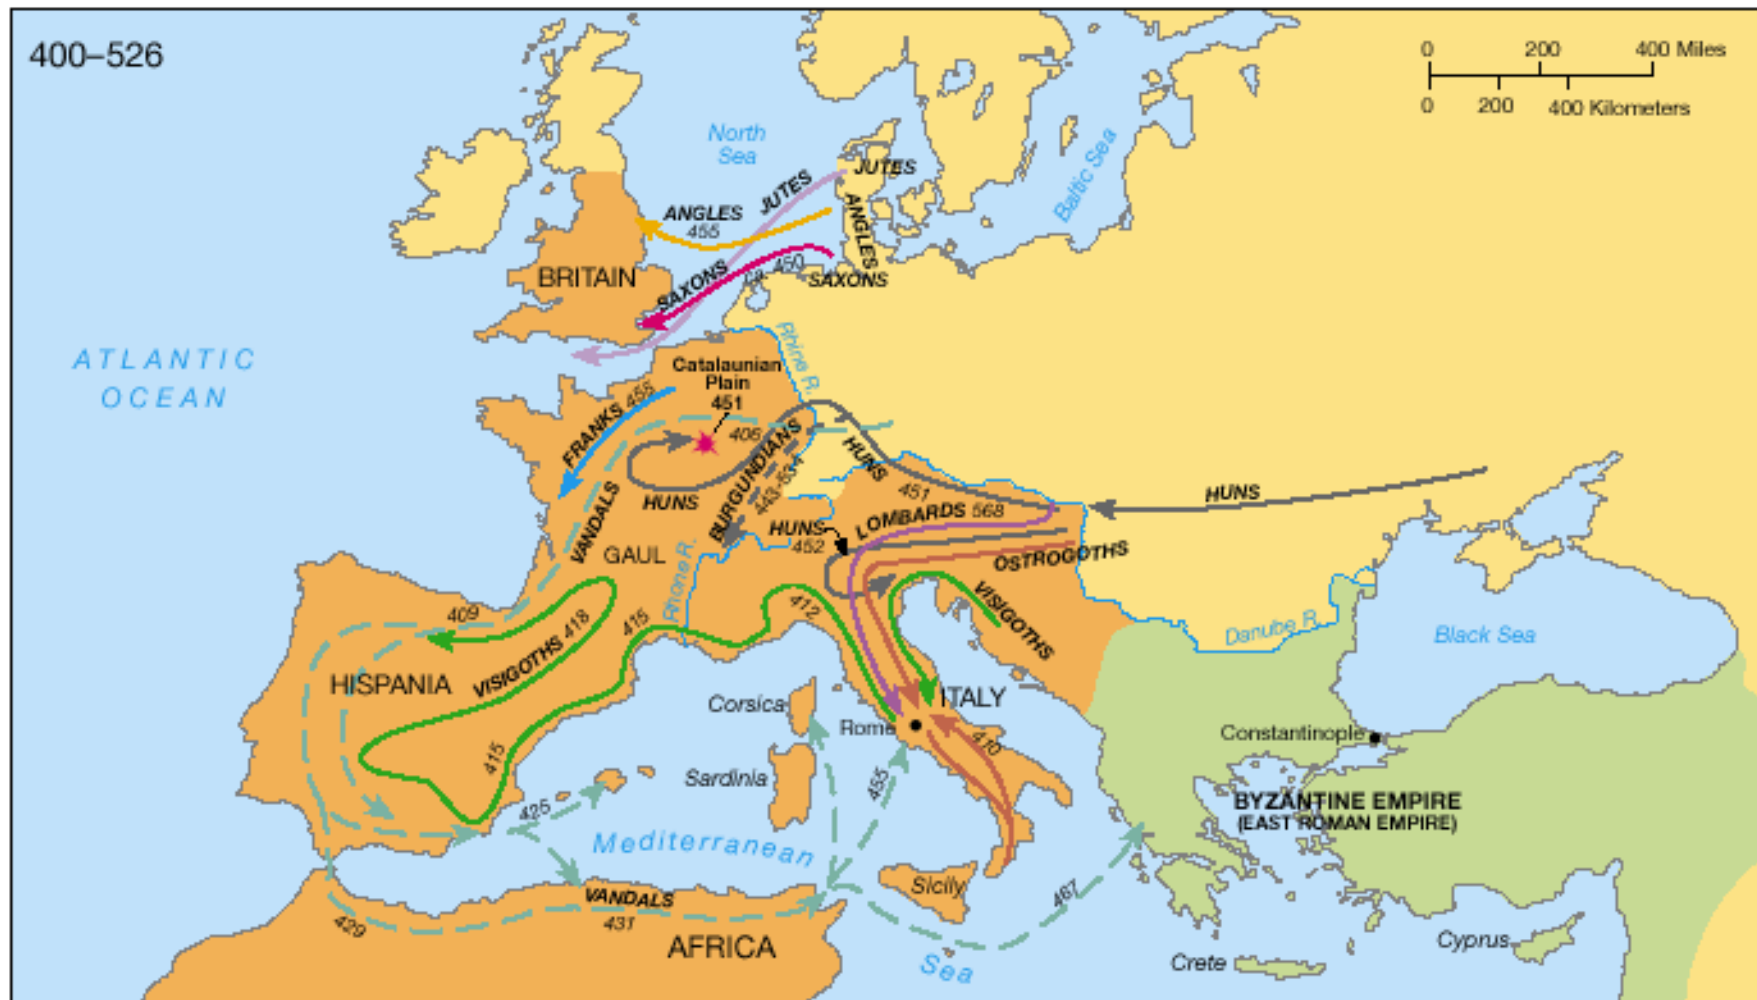 400–526
0 200 400 Miles
0 200 400 Kilometers
North
Sea
Baltic Sea
JUTES
JUTES
ANGLES
455
ANGLES
SAXONS
ca. 450
SAXONS
BRITAIN
ATLANTIC
OCEAN
Rhine R.
Catalaunian
Plain
451
FRANKS 458
406
BURGUNDIANS
443-534
HUNS
451
HUNS
HUNS
VANDALS
LOMBARDS 568
HUNS
452
GAUL
Rhone R.
OSTROGOTHS
VISIGOTHS
409
418
VISIGOTHS
415
412
Danube R.
Black Sea
HISPANIA
415
Corsica
ITALY
Rome
410
Constantinople
Sardinia
425
455
BYZANTINE EMPIRE
(EAST ROMAN EMPIRE)
Mediterranean
Sea
Sicily
467
VANDALS
431
429
AFRICA
Crete
Cyprus